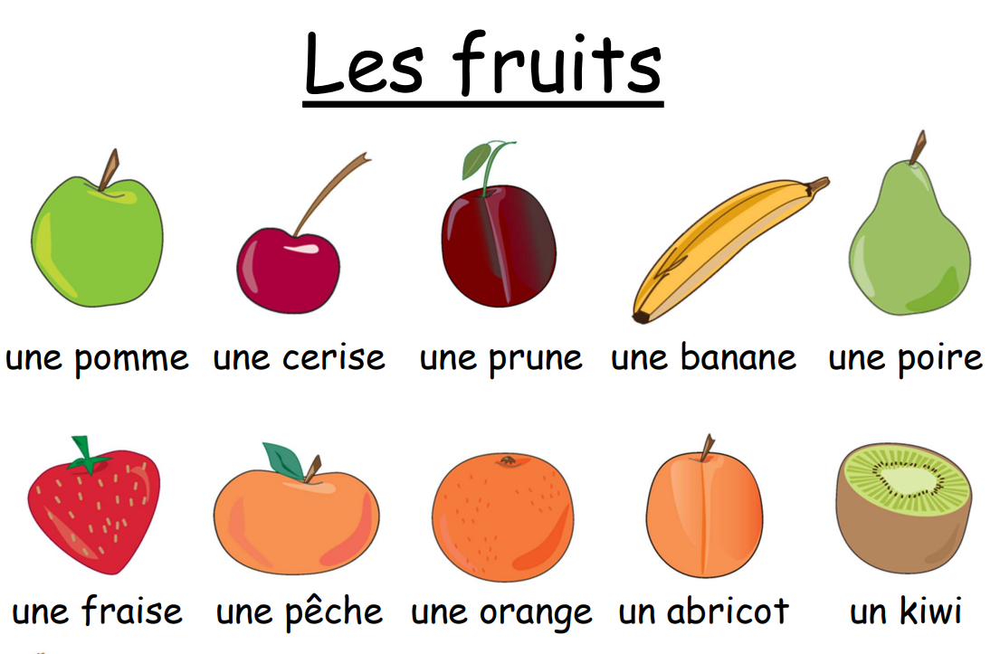 Les fruits
une pomme une cerise une prune une banane une poire
une fraise une pêche une orange un abricot un kiwi